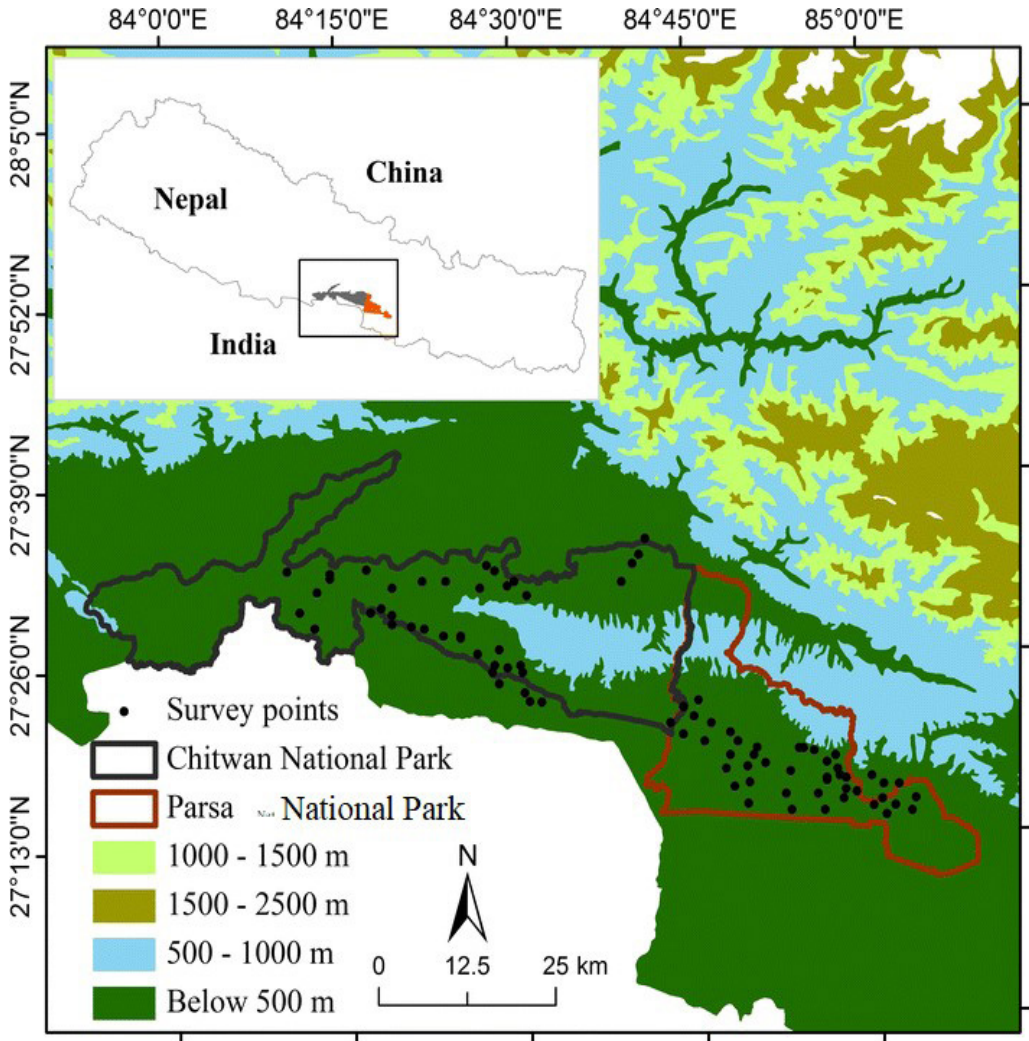 84°0'0"E 84°15'0"E 84°30'0"E 84°45'0"E 85°0'0"E
28°5'0"N
27°52'0"N
27°39'0"N
27°26'0"N
27°13'0"N
China
Nepal
India
Survey points
Chitwan National Park
Parsa National Park
1000 - 1500 m
1500 - 2500 m
500 - 1000 m
Below 500 m
N
0 12.5 25 km